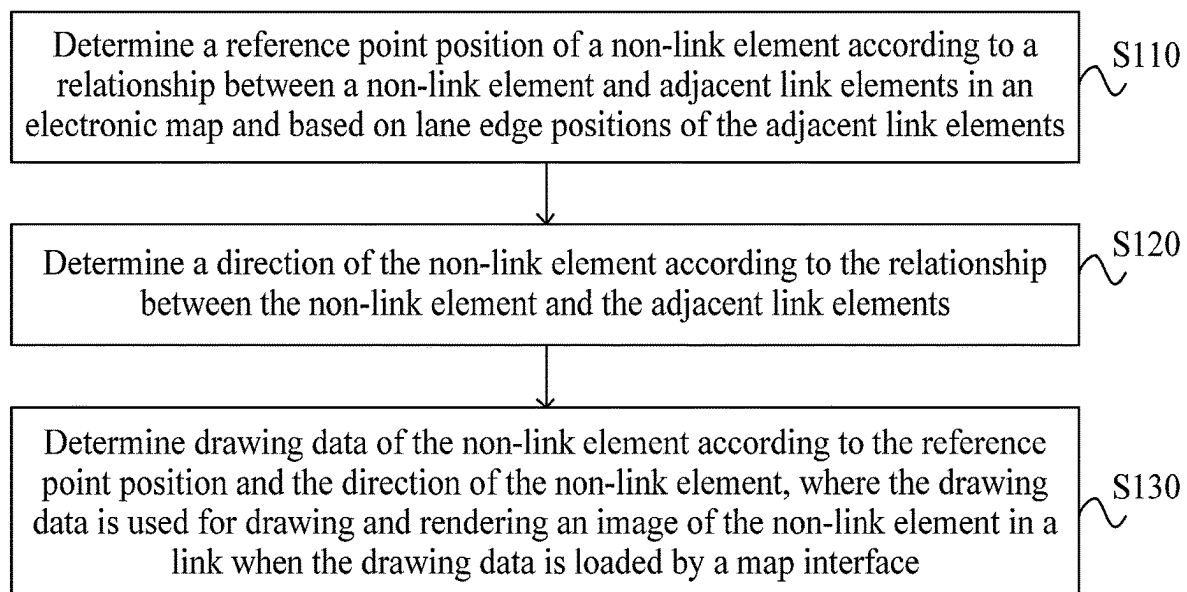 Determine a reference point position of a non-link element according to a
relationship between a non-link element and adjacent link elements in an
electronic map and based on lane edge positions of the adjacent link elements
S110
Determine a direction of the non-link element according to the relationship
between the non-link element and the adjacent link elements
S120
Determine drawing data of the non-link element according to the reference
point position and the direction of the non-link element, where the drawing
data is used for drawing and rendering an image of the non-link element in a
link when the drawing data is loaded by a map interface
S130